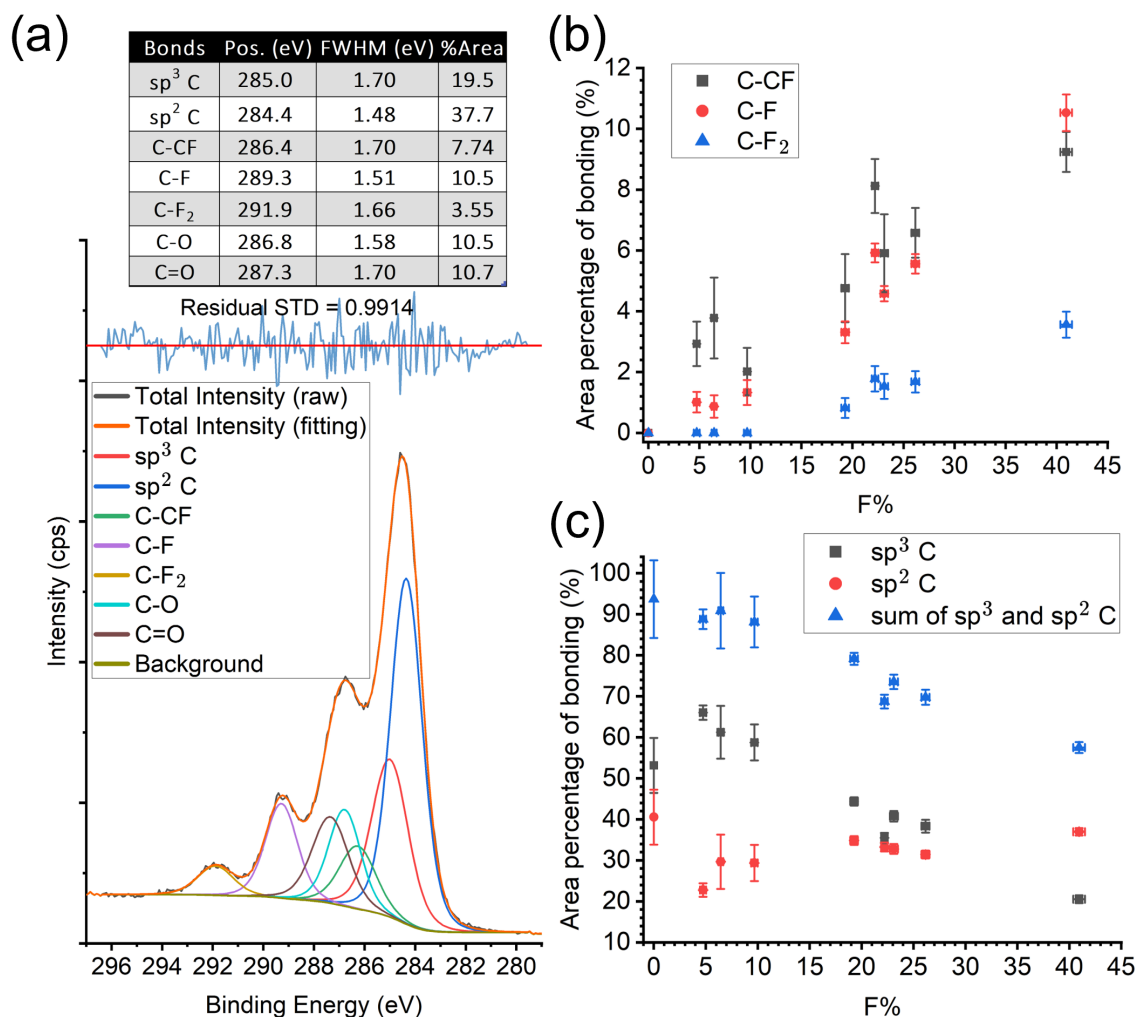 (a)
Bonds Pos. (eV) FWHM (eV) %Area
sp³ C 285.0 1.70 19.5
sp² C 284.4 1.48 37.7
C-CF 286.4 1.70 7.74
C-F 289.3 1.51 10.5
C-F₂ 291.9 1.66 3.55
C-O 286.8 1.58 10.5
C=O 287.3 1.70 10.7
Residual STD = 0.9914
Total Intensity (raw)
Total Intensity (fitting)
sp³ C
sp² C
C-CF
C-F
C-F₂
C-O
C=O
Background
Intensity (cps)
296 294 292 290 288 286 284 282 280
Binding Energy (eV)
(b)
C-CF
C-F
C-F₂
Area percentage of bonding (%)
12
10
8
6
4
2
0
0 5 10 15 20 25 30 35 40 45
F%
(c)
sp³ C
sp² C
sum of sp³ and sp² C
Area percentage of bonding (%)
100
90
80
70
60
50
40
30
20
10
0 5 10 15 20 25 30 35 40 45
F%